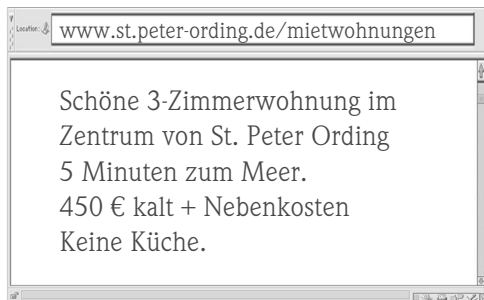 Location:
www.st.peter-ording.de/mietwohnungen
Schöne 3-Zimmerwohnung im
Zentrum von St. Peter Ording
5 Minuten zum Meer.
450 € kalt + Nebenkosten
Keine Küche.